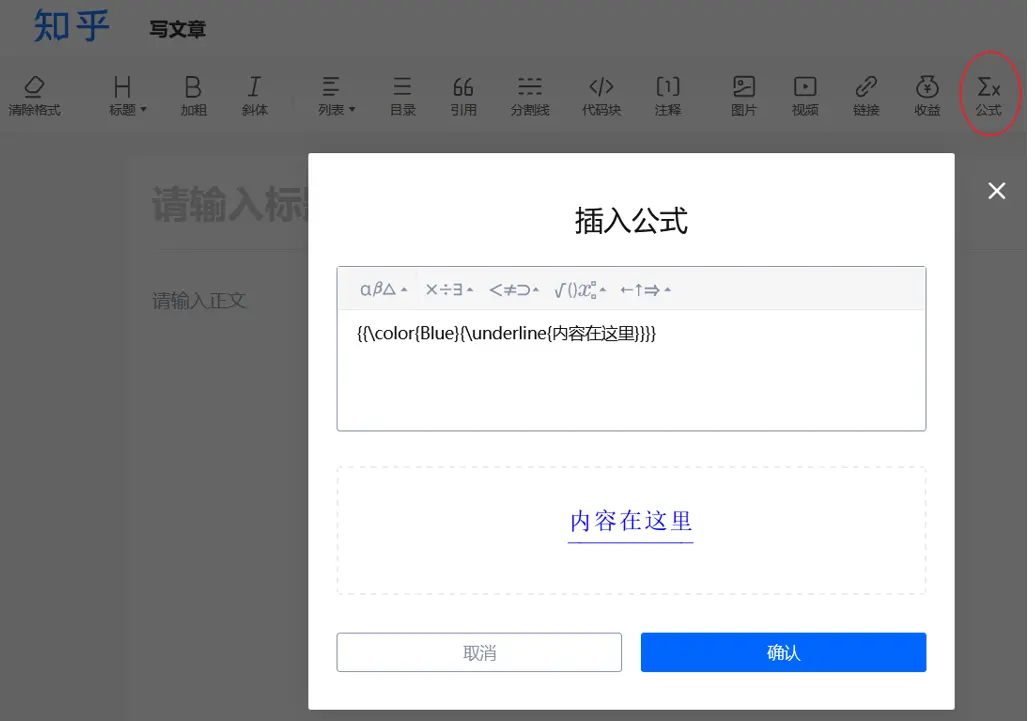 知乎 写文章
清除格式 标题 加粗 斜体 列表 目录 引用 分割线 代码块 注释 图片 视频 链接 收益 公式
请输入标题
请输入正文
插入公式
αβΔ ×÷∃ <≠⊃ √()x ←↑⇒
{{\color{Blue}{\underline{内容在这里}}}}
内容在这里
取消 确认